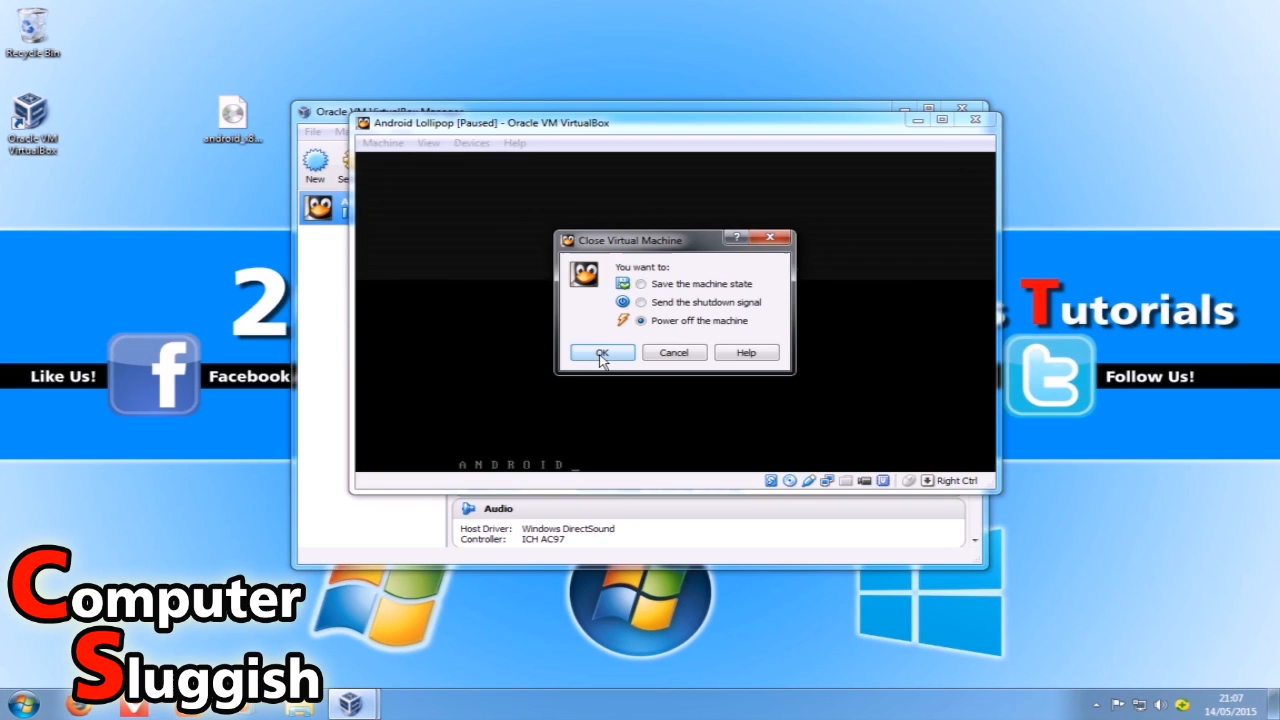 Recycle Bin
Oracle VM
VirtualBox
android_x8...
Oracle VM VirtualBox Manager
File
New
Android Lollipop [Paused] - Oracle VM VirtualBox
Machine View Devices Help
Close Virtual Machine
?
You want to:
Save the machine state
Send the shutdown signal
Power off the machine
OK Cancel Help
A N D R O I D _
Right Ctrl
Audio
Host Driver: Windows DirectSound
Controller: ICH AC97
2
s Tutorials
Like Us!
Facebook
Follow Us!
Computer
Sluggish
21:07
14/05/2015